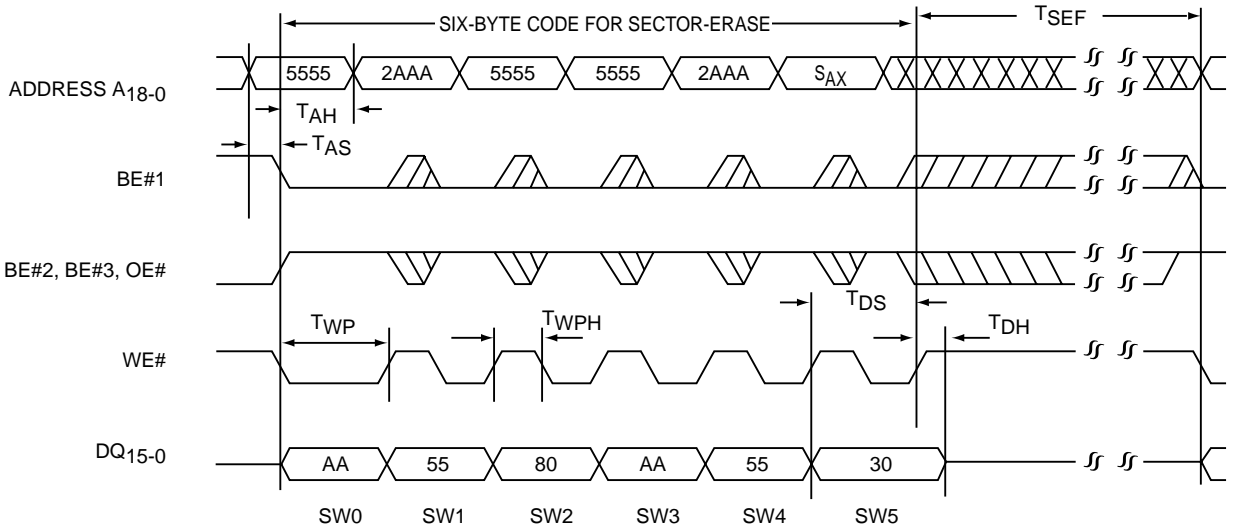 SIX-BYTE CODE FOR SECTOR-ERASE
TSEF
ADDRESS A18-0
5555 2AAA 5555 5555 2AAA SAX
TAH
TAS
BE#1
BE#2, BE#3, OE#
TDS
TWP TWPH TDH
WE#
DQ15-0
AA 55 80 AA 55 30
SW0 SW1 SW2 SW3 SW4 SW5